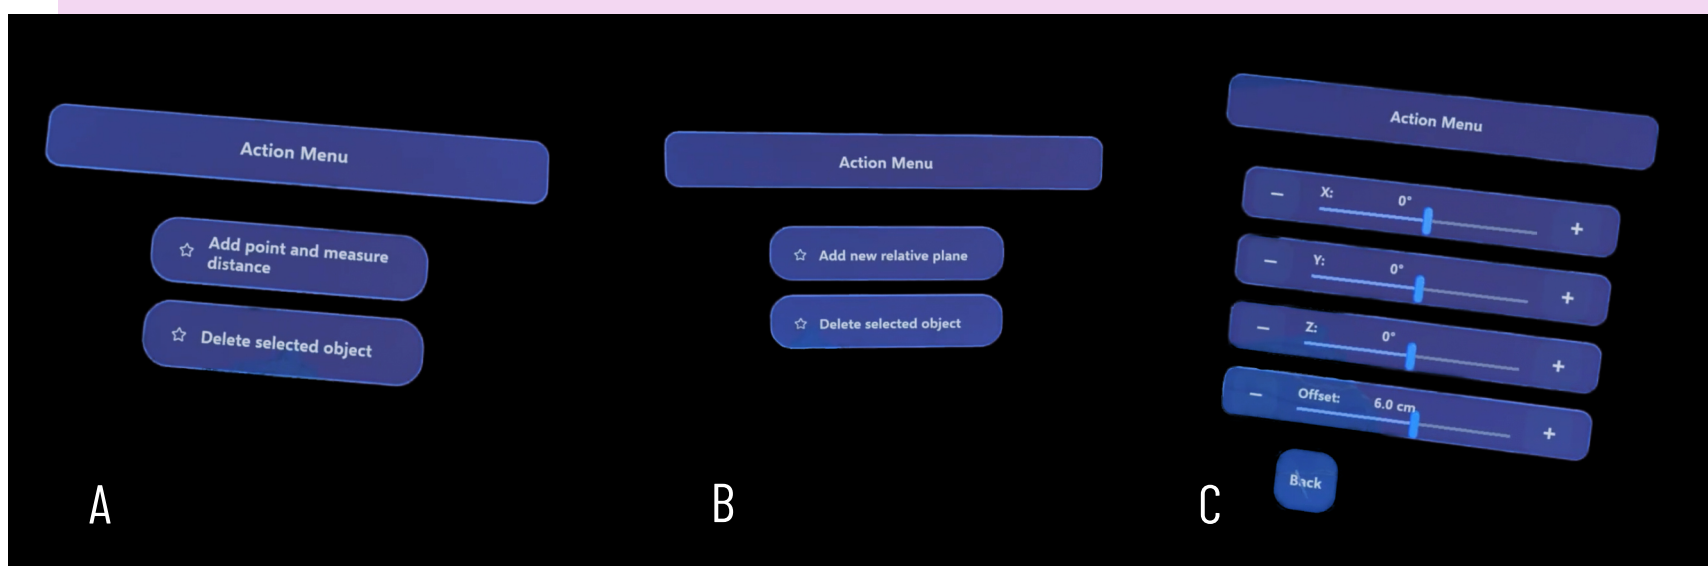 Action Menu
Add point and measure
distance
Delete selected object
A
Action Menu
Add new relative plane
Delete selected object
B
Action Menu
− X: 0° +
− Y: 0° +
− Z: 0° +
− Offset: 6.0 cm +
Back
C